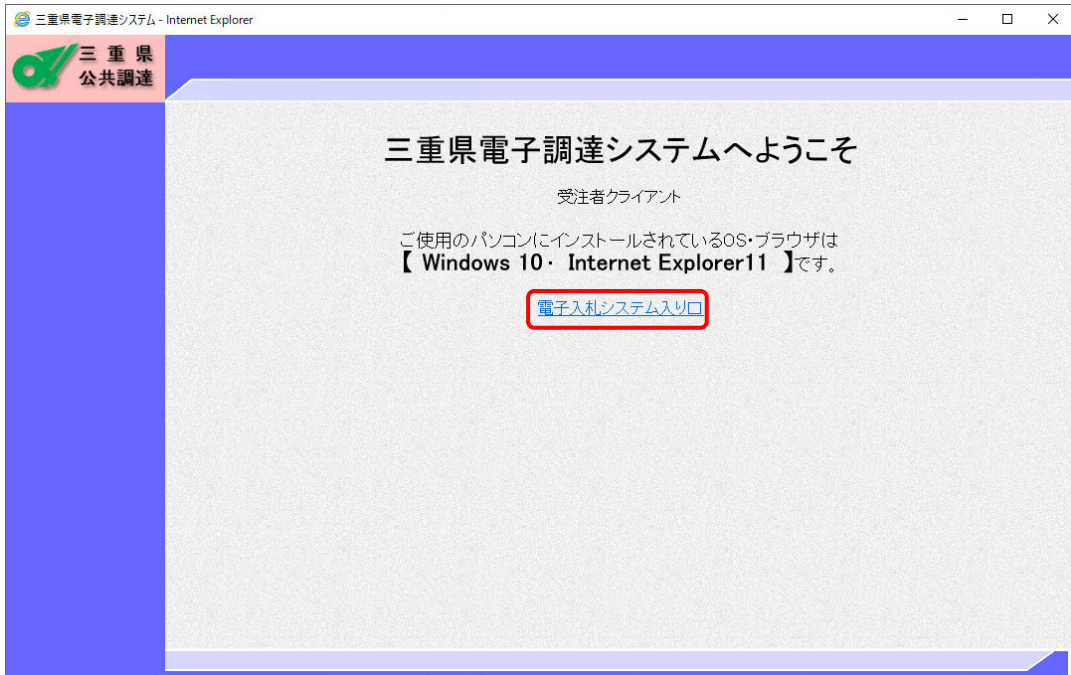 三重県電子調達システム - Internet Explorer
三 重 県
公共調達
三重県電子調達システムへようこそ
受注者クライアント
ご使用のパソコンにインストールされているOS・ブラウザは
【 Windows 10・ Internet Explorer11 】です。
電子入札システム入り口